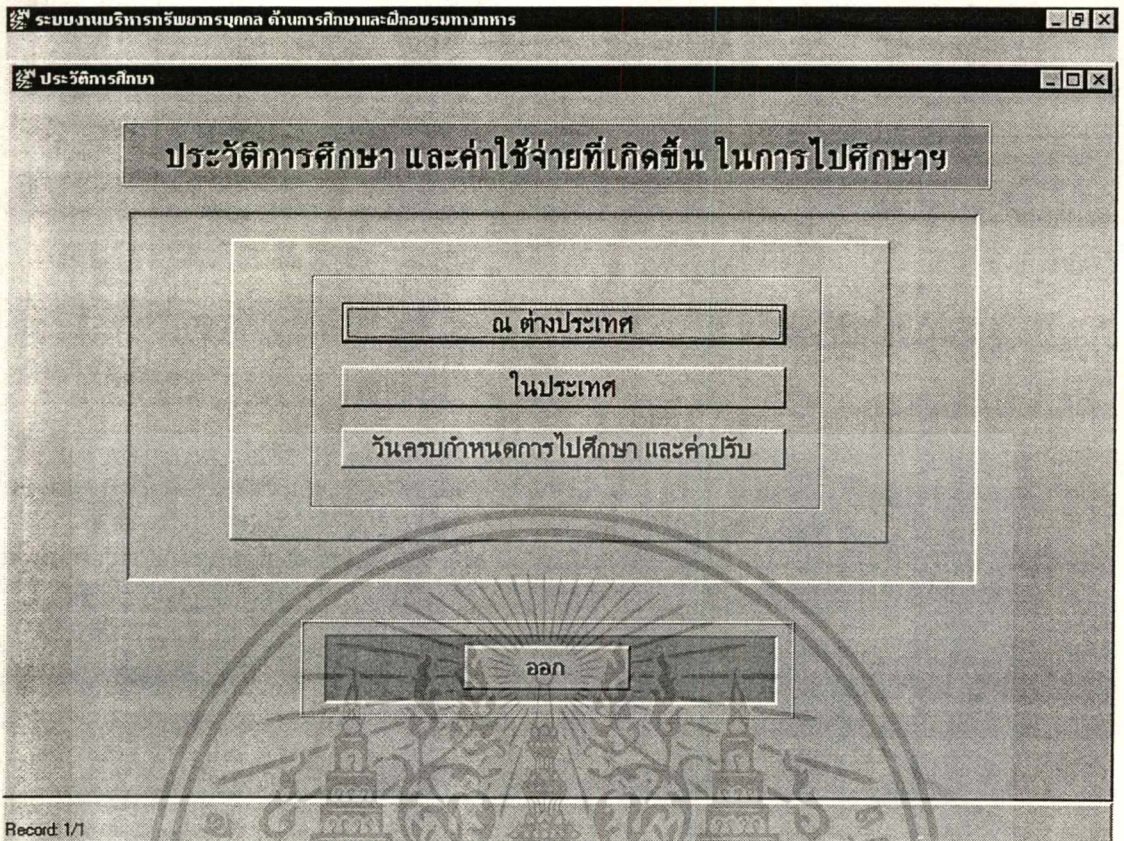 ระบบงานบริหารทรัพยากรบุคคล ด้านการศึกษาและฝึกอบรมทางทหาร
ประวัติการศึกษา
ประวัติการศึกษา และค่าใช้จ่ายที่เกิดขึ้น ในการไปศึกษาฯ
ณ ต่างประเทศ
ในประเทศ
วันครบกำหนดการไปศึกษา และค่าปรับ
ออก
Record: 1/1